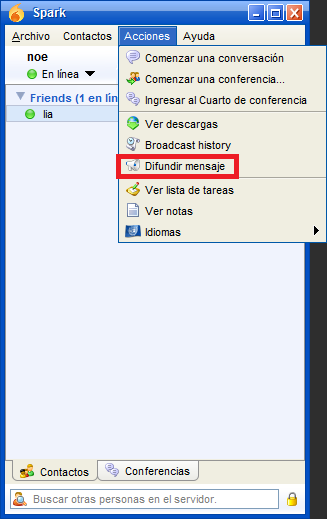 Spark
Archivo Contactos Acciones Ayuda
noe
En línea
Friends (1 en lín
lia
Comenzar una conversación
Comenzar una conferencia...
Ingresar al Cuarto de conferencia
Ver descargas
Broadcast history
Difundir mensaje
Ver lista de tareas
Ver notas
Idiomas
Contactos Conferencias
Buscar otras personas en el servidor.